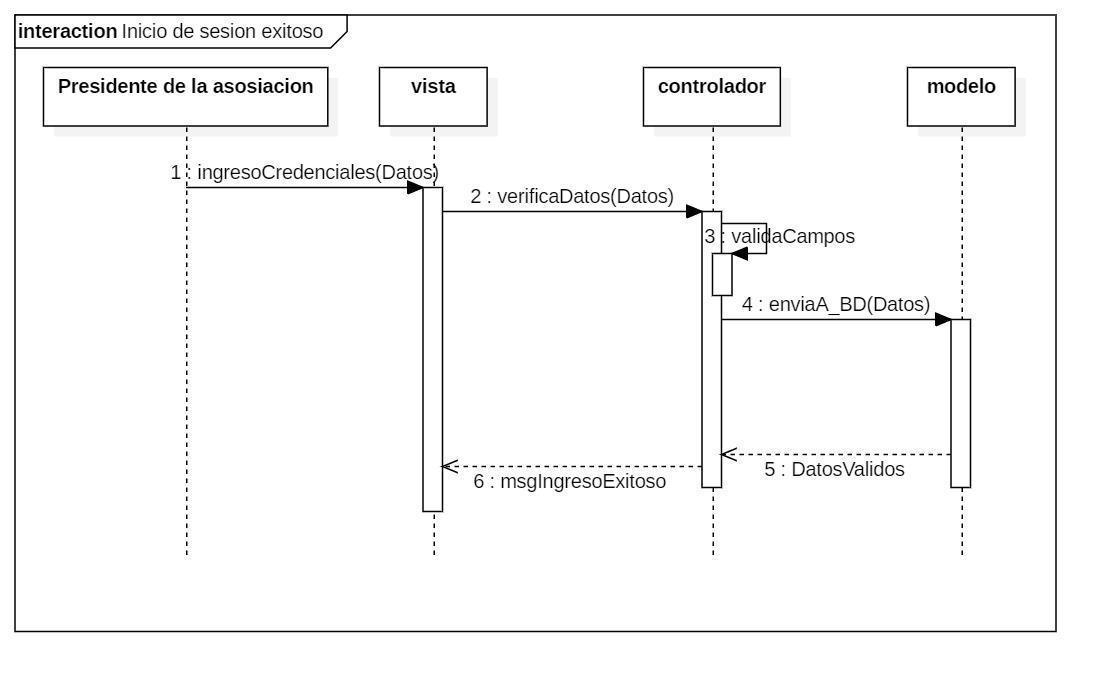 interaction Inicio de sesion exitoso
Presidente de la asosiacion
vista
controlador
modelo
1 : ingresoCredenciales(Datos)
2 : verificaDatos(Datos)
3 : validaCampos
4 : enviaA_BD(Datos)
5 : DatosValidos
6 : msgIngresoExitoso